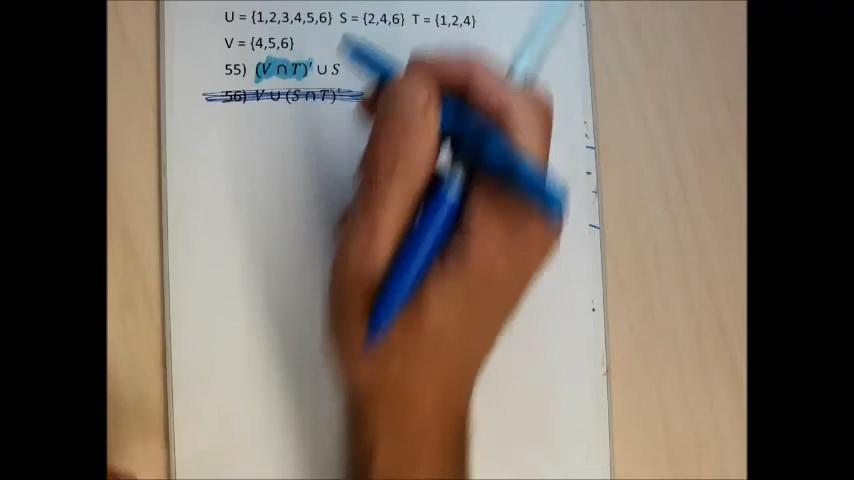 U = {1,2,3,4,5,6} S = {2,4,6} T = {1,2,4}
V = {4,5,6}
55) (V ∩ T)′ ∪ S
56) V ∪ (S ∩ T)′